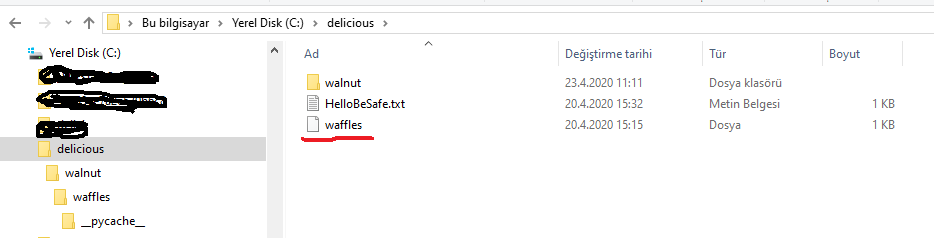 Bu bilgisayar > Yerel Disk (C:) > delicious >
Yerel Disk (C:)
delicious
walnut
waffles
__pycache__
Ad Değiştirme tarihi Tür Boyut
walnut 23.4.2020 11:11 Dosya klasörü
HelloBeSafe.txt 20.4.2020 15:32 Metin Belgesi 1 KB
waffles 20.4.2020 15:15 Dosya 1 KB